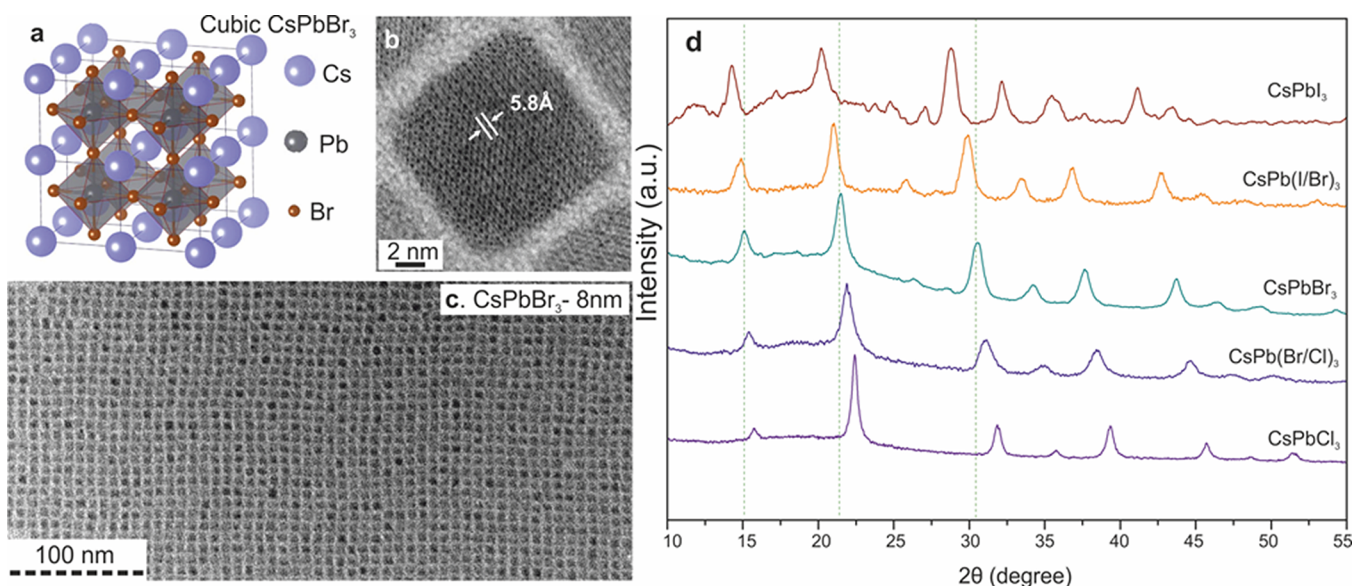 a
Cubic CsPbBr₃
Cs
Pb
Br
b
5.8Å
2 nm
c. CsPbBr₃- 8nm
100 nm
d
CsPbI₃
CsPb(I/Br)₃
CsPbBr₃
CsPb(Br/Cl)₃
CsPbCl₃
Intensity (a.u.)
10 15 20 25 30 35 40 45 50 55
2θ (degree)